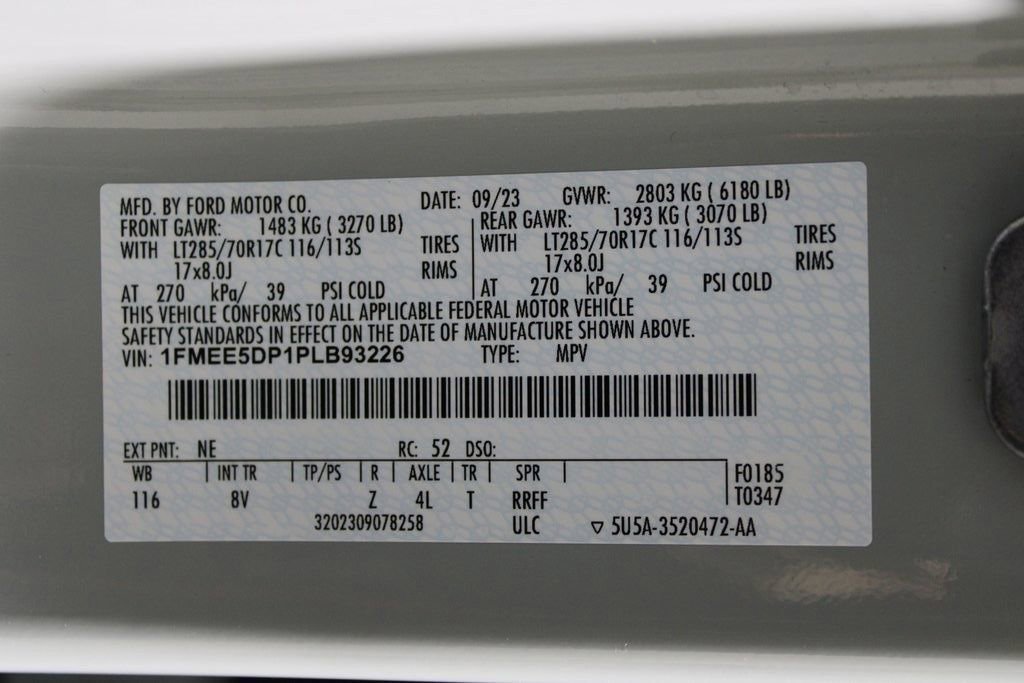 MFD. BY FORD MOTOR CO. DATE: 09/23 GVWR: 2803 KG ( 6180 LB)
FRONT GAWR: 1483 KG ( 3270 LB) REAR GAWR: 1393 KG ( 3070 LB)
WITH LT285/70R17C 116/113S TIRES WITH LT285/70R17C 116/113S TIRES
17x8.0J RIMS 17x8.0J RIMS
AT 270 kPa/ 39 PSI COLD AT 270 kPa/ 39 PSI COLD
THIS VEHICLE CONFORMS TO ALL APPLICABLE FEDERAL MOTOR VEHICLE
SAFETY STANDARDS IN EFFECT ON THE DATE OF MANUFACTURE SHOWN ABOVE.
VIN: 1FMEE5DP1PLB93226 TYPE: MPV
EXT PNT: NE RC: 52 DSO:
WB INT TR TP/PS R AXLE TR SPR F0185
116 8V Z 4L T RRFF T0347
3202309078258 ULC ▽ 5U5A-3520472-AA